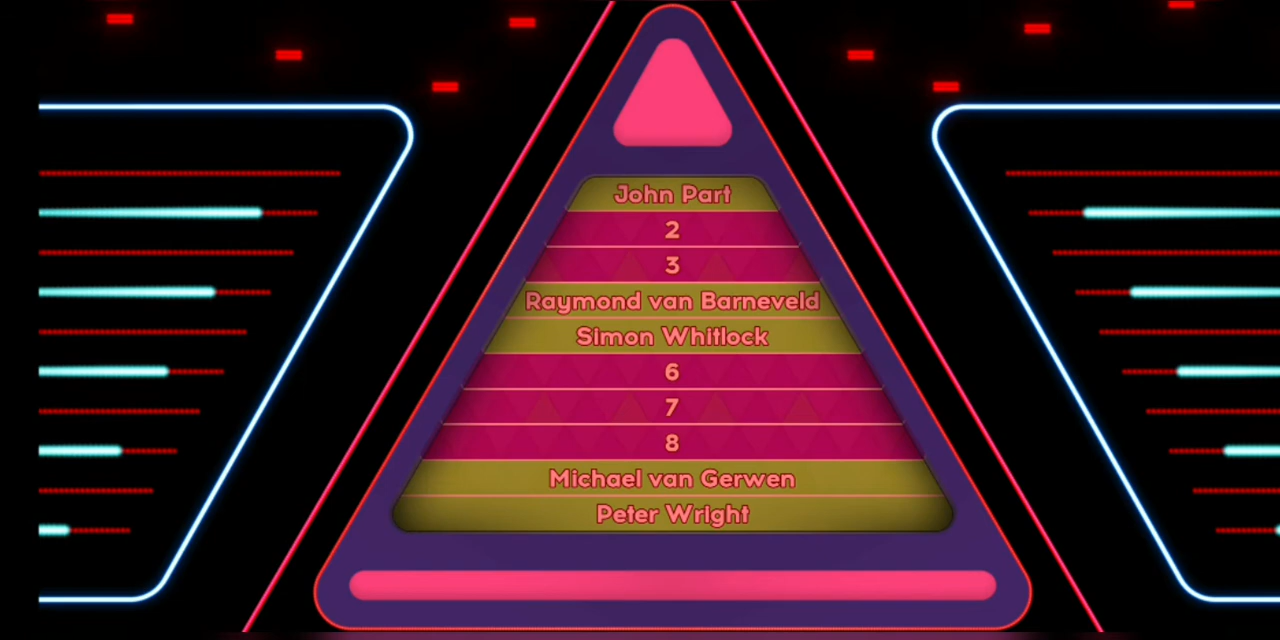 John Part
2
3
Raymond van Barneveld
Simon Whitlock
6
7
8
Michael van Gerwen
Peter Wright